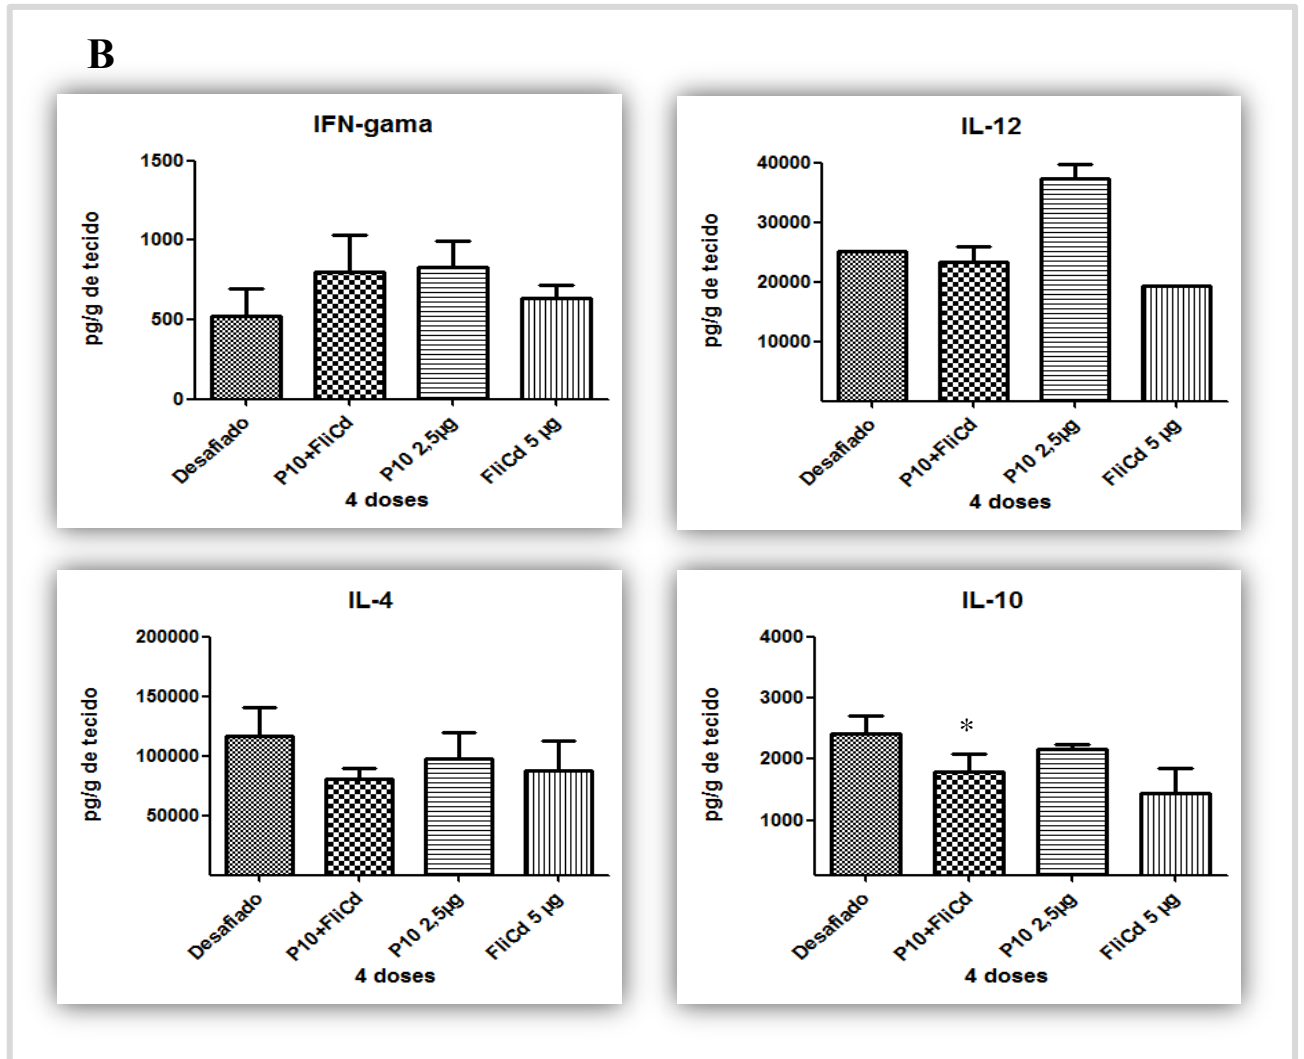 B
IFN-gama
1500
1000
500
0
pg/g de tecido
Desafiado
P10+FliCd
P10 2,5µg
FliCd 5 µg
4 doses
IL-12
40000
30000
20000
10000
pg/g de tecido
Desafiado
P10+FliCd
P10 2,5µg
FliCd 5 µg
4 doses
IL-4
200000
150000
100000
50000
pg/g de tecido
Desafiado
P10+FliCd
P10 2,5µg
FliCd 5 µg
4 doses
IL-10
4000
3000
2000
1000
pg/g de tecido
*
Desafiado
P10+FliCd
P10 2,5µg
FliCd 5 µg
4 doses